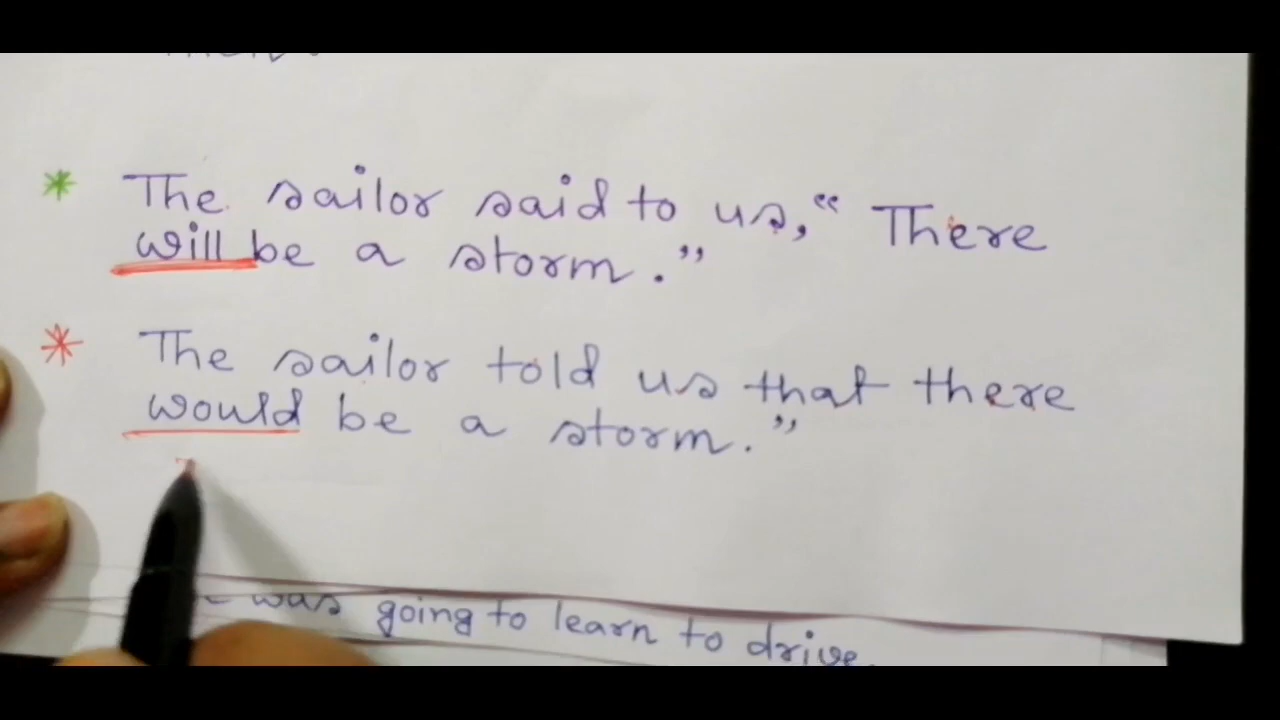 The sailor said to us, “ There
will be a storm.”
The sailor told us that there
would be a storm.”
was going to learn to drive.